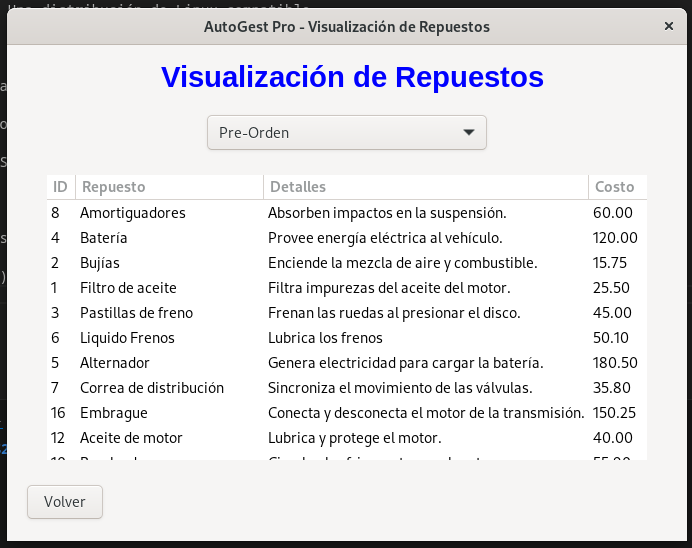 AutoGest Pro - Visualización de Repuestos
Visualización de Repuestos
Pre-Orden
ID Repuesto Detalles Costo
8 Amortiguadores Absorben impactos en la suspensión. 60.00
4 Batería Provee energía eléctrica al vehículo. 120.00
2 Bujías Enciende la mezcla de aire y combustible. 15.75
1 Filtro de aceite Filtra impurezas del aceite del motor. 25.50
3 Pastillas de freno Frenan las ruedas al presionar el disco. 45.00
6 Liquido Frenos Lubrica los frenos 50.10
5 Alternador Genera electricidad para cargar la batería. 180.50
7 Correa de distribución Sincroniza el movimiento de las válvulas. 35.80
16 Embrague Conecta y desconecta el motor de la transmisión. 150.25
12 Aceite de motor Lubrica y protege el motor. 40.00
Volver